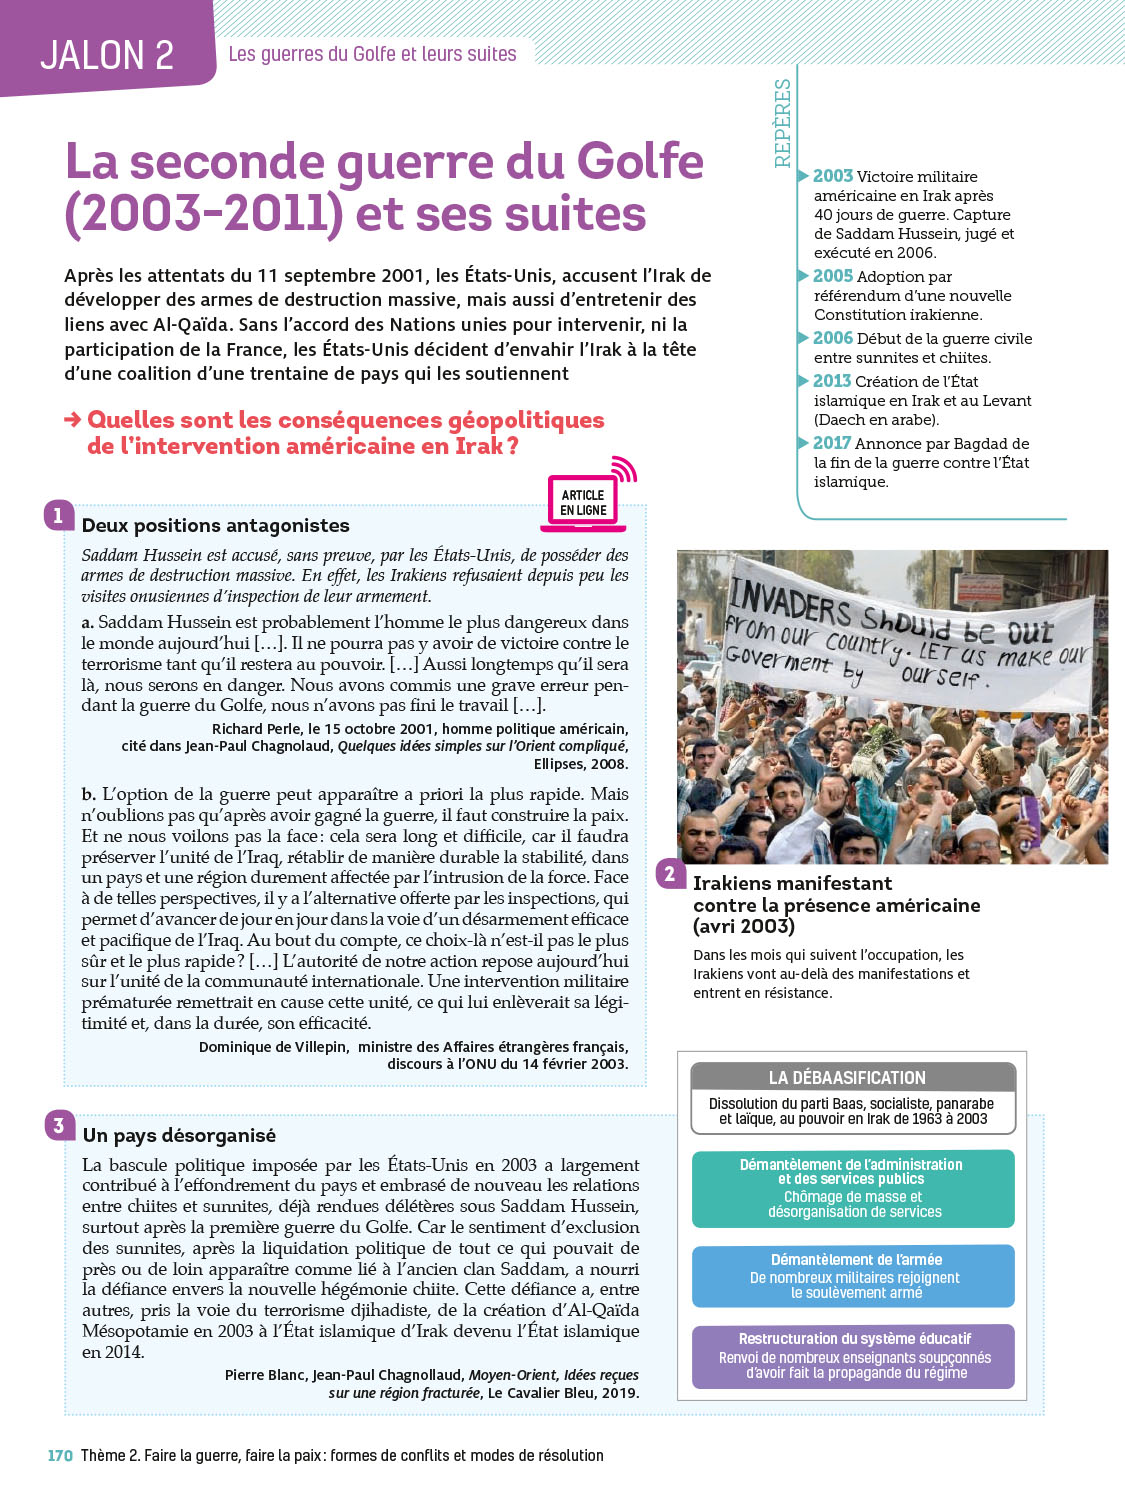 JALON 2
Les guerres du Golfe et leurs suites
La seconde guerre du Golfe
(2003-2011) et ses suites
Après les attentats du 11 septembre 2001, les États-Unis, accusent l'Irak de
développer des armes de destruction massive, mais aussi d'entretenir des
liens avec Al-Qaïda. Sans l'accord des Nations unies pour intervenir, ni la
participation de la France, les États-Unis décident d'envahir l'Irak à la tête
d'une coalition d'une trentaine de pays qui les soutiennent
→ Quelles sont les conséquences géopolitiques
de l'intervention américaine en Irak ?
REPÈRES
2003 Victoire militaire
américaine en Irak après
40 jours de guerre. Capture
de Saddam Hussein, jugé et
exécuté en 2006.
2005 Adoption par
référendum d'une nouvelle
Constitution irakienne.
2006 Début de la guerre civile
entre sunnites et chiites.
2013 Création de l'État
islamique en Irak et au Levant
(Daech en arabe).
2017 Annonce par Bagdad de
la fin de la guerre contre l'État
islamique.
ARTICLE
EN LIGNE
1
Deux positions antagonistes
Saddam Hussein est accusé, sans preuve, par les États-Unis, de posséder des
armes de destruction massive. En effet, les Irakiens refusaient depuis peu les
visites onusiennes d'inspection de leur armement.
a. Saddam Hussein est probablement l'homme le plus dangereux dans
le monde aujourd'hui […]. Il ne pourra pas y avoir de victoire contre le
terrorisme tant qu'il restera au pouvoir. […] Aussi longtemps qu'il sera
là, nous serons en danger. Nous avons commis une grave erreur pen-
dant la guerre du Golfe, nous n'avons pas fini le travail […].
Richard Perle, le 15 octobre 2001, homme politique américain,
cité dans Jean-Paul Chagnolaud, Quelques idées simples sur l'Orient compliqué,
Ellipses, 2008.
b. L'option de la guerre peut apparaître a priori la plus rapide. Mais
n'oublions pas qu'après avoir gagné la guerre, il faut construire la paix.
Et ne nous voilons pas la face : cela sera long et difficile, car il faudra
préserver l'unité de l'Iraq, rétablir de manière durable la stabilité, dans
un pays et une région durement affectée par l'intrusion de la force. Face
à de telles perspectives, il y a l'alternative offerte par les inspections, qui
permet d'avancer de jour en jour dans la voie d'un désarmement efficace
et pacifique de l'Iraq. Au bout du compte, ce choix-là n'est-il pas le plus
sûr et le plus rapide ? […] L'autorité de notre action repose aujourd'hui
sur l'unité de la communauté internationale. Une intervention militaire
prématurée remettrait en cause cette unité, ce qui lui enlèverait sa légi-
timité et, dans la durée, son efficacité.
Dominique de Villepin, ministre des Affaires étrangères français,
discours à l'ONU du 14 février 2003.
INVADERS Should be out
from our country. LET us make our
Goverment by ourself.
2
Irakiens manifestant
contre la présence américaine
(avri 2003)
Dans les mois qui suivent l'occupation, les
Irakiens vont au-delà des manifestations et
entrent en résistance.
3
Un pays désorganisé
La bascule politique imposée par les États-Unis en 2003 a largement
contribué à l'effondrement du pays et embrasé de nouveau les relations
entre chiites et sunnites, déjà rendues délétères sous Saddam Hussein,
surtout après la première guerre du Golfe. Car le sentiment d'exclusion
des sunnites, après la liquidation politique de tout ce qui pouvait de
près ou de loin apparaître comme lié à l'ancien clan Saddam, a nourri
la défiance envers la nouvelle hégémonie chiite. Cette défiance a, entre
autres, pris la voie du terrorisme djihadiste, de la création d'Al-Qaïda
Mésopotamie en 2003 à l'État islamique d'Irak devenu l'État islamique
en 2014.
Pierre Blanc, Jean-Paul Chagnollaud, Moyen-Orient, Idées reçues
sur une région fracturée, Le Cavalier Bleu, 2019.
LA DÉBAASIFICATION
Dissolution du parti Baas, socialiste, panarabe
et laïque, au pouvoir en Irak de 1963 à 2003
Démantèlement de l'administration
et des services publics
Chômage de masse et
désorganisation de services
Démantèlement de l'armée
De nombreux militaires rejoignent
le soulèvement armé
Restructuration du système éducatif
Renvoi de nombreux enseignants soupçonnés
d'avoir fait la propagande du régime
170 Thème 2. Faire la guerre, faire la paix : formes de conflits et modes de résolution